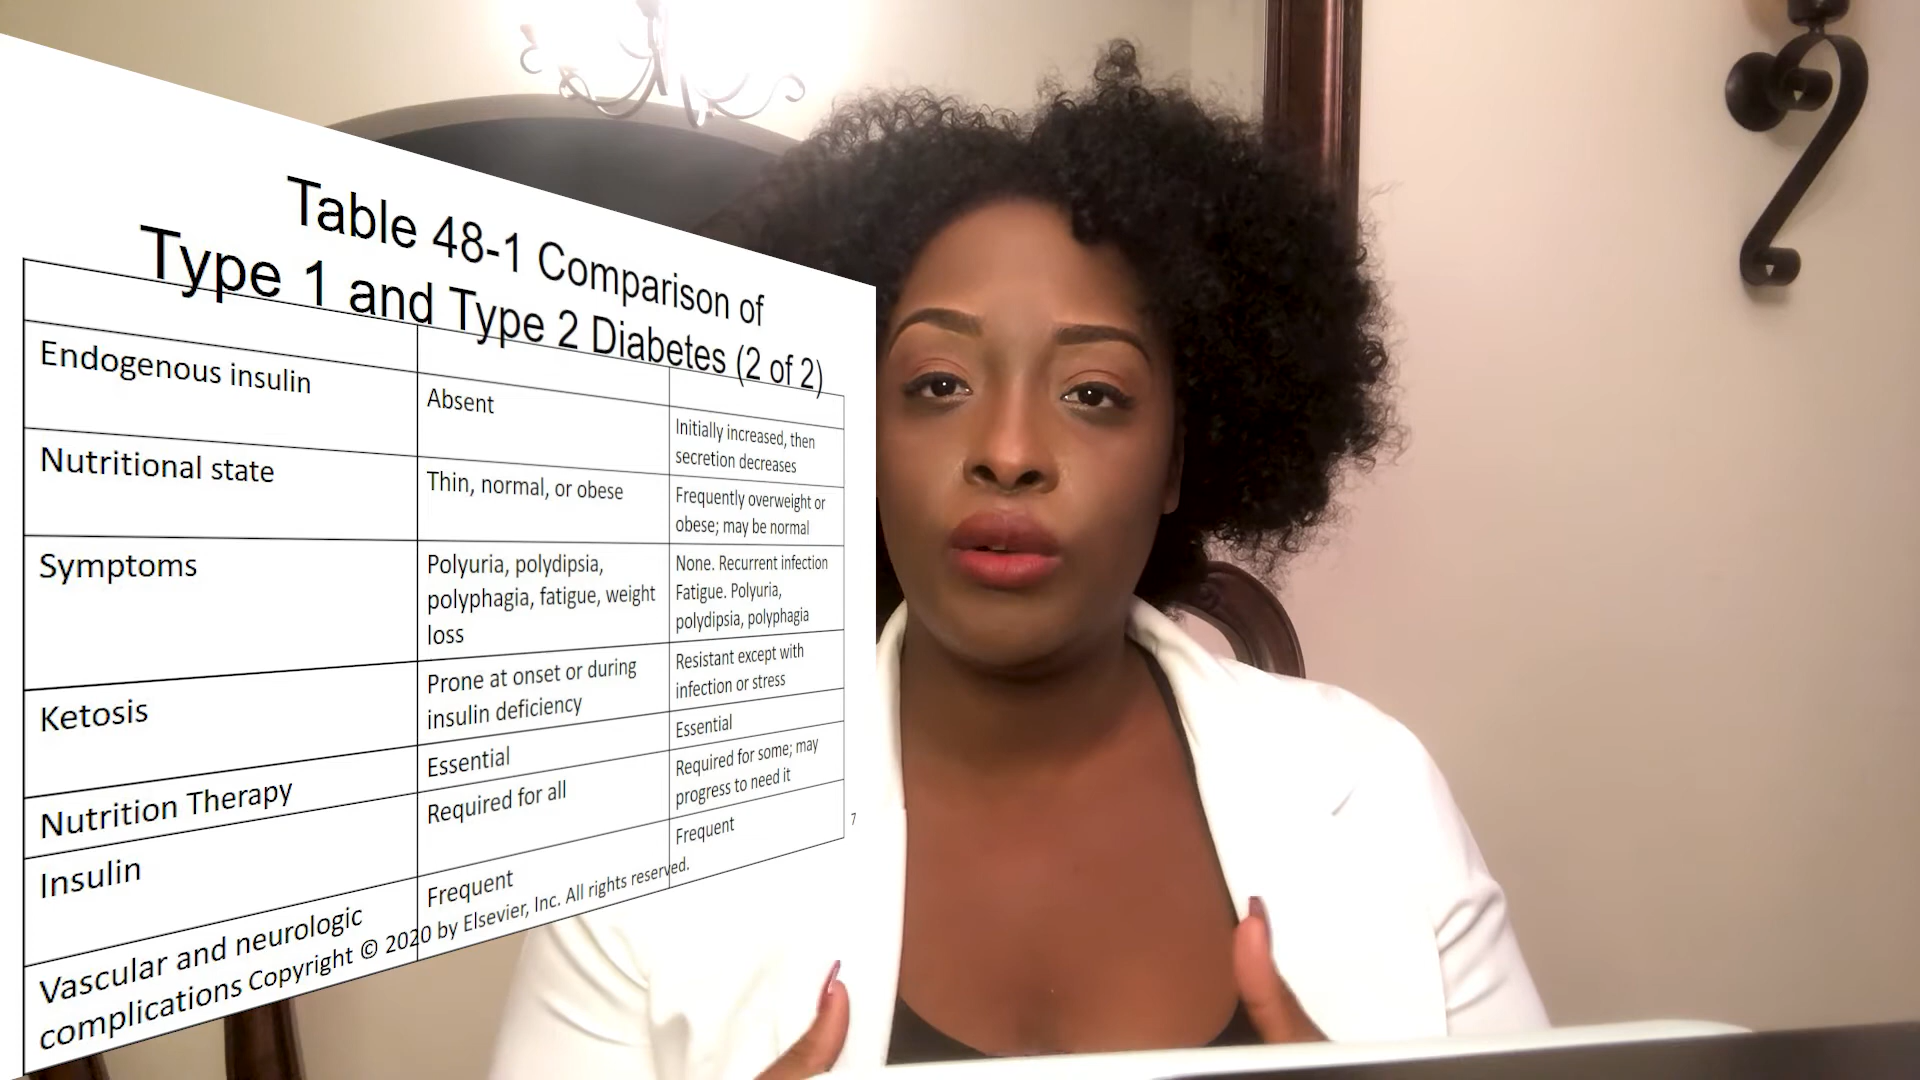 Table 48-1 Comparison of
Type 1 and Type 2 Diabetes (2 of 2)
Endogenous insulin
Absent
Initially increased, then
secretion decreases
Nutritional state
Thin, normal, or obese
Frequently overweight or
obese; may be normal
Symptoms
Polyuria, polydipsia,
polyphagia, fatigue, weight
loss
None. Recurrent infection
Fatigue. Polyuria,
polydipsia, polyphagia
Ketosis
Prone at onset or during
insulin deficiency
Resistant except with
infection or stress
Nutrition Therapy
Essential
Essential
Insulin
Required for all
Required for some; may
progress to need it
Vascular and neurologic
complications
Frequent
Frequent
Copyright © 2020 by Elsevier, Inc. All rights reserved.
7